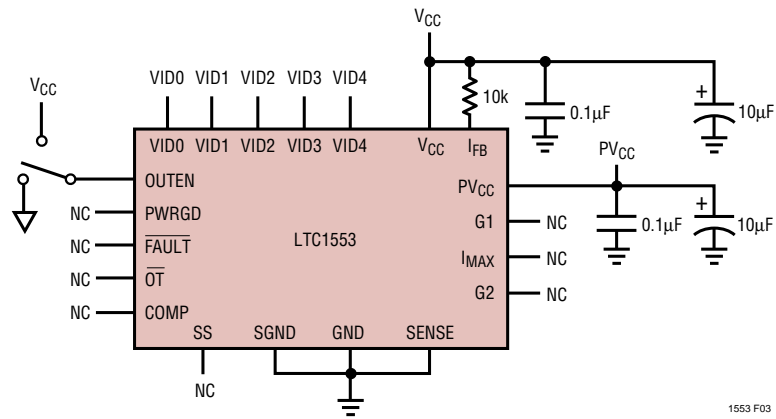 VCC
VCC
VID0 VID1 VID2 VID3 VID4
10k
0.1µF
+
10µF
VID0 VID1 VID2 VID3 VID4 VCC IFB
PVCC
OUTEN
PVCC
NC PWRGD
G1 NC
0.1µF
+
10µF
NC FAULT
LTC1553
IMAX NC
NC OT
G2 NC
NC COMP
SS SGND GND SENSE
NC
1553 F03